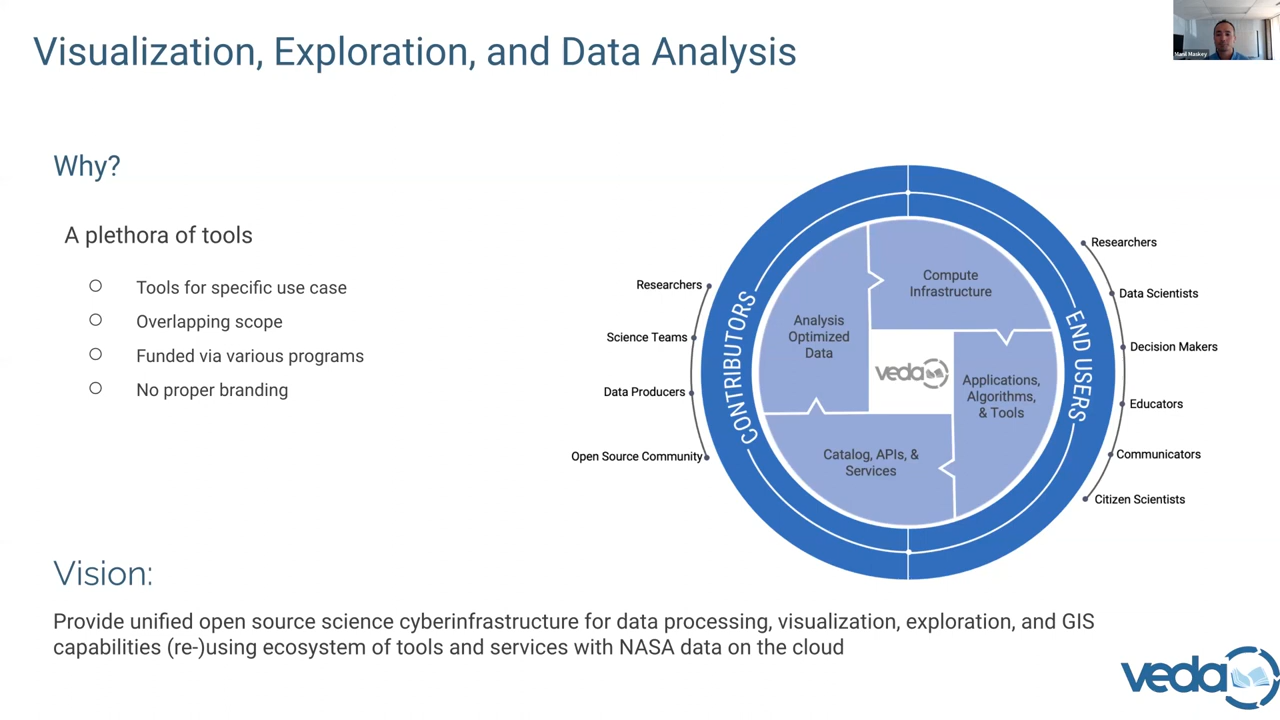 Visualization, Exploration, and Data Analysis
Manil Maskey
Why?
A plethora of tools
Tools for specific use case
Overlapping scope
Funded via various programs
No proper branding
Researchers
Science Teams
Data Producers
Open Source Community
CONTRIBUTORS
Analysis
Optimized
Data
Compute
Infrastructure
veda
Applications,
Algorithms,
& Tools
Catalog, APIs, &
Services
END USERS
Researchers
Data Scientists
Decision Makers
Educators
Communicators
Citizen Scientists
Vision:
Provide unified open source science cyberinfrastructure for data processing, visualization, exploration, and GIS
capabilities (re-)using ecosystem of tools and services with NASA data on the cloud
veda